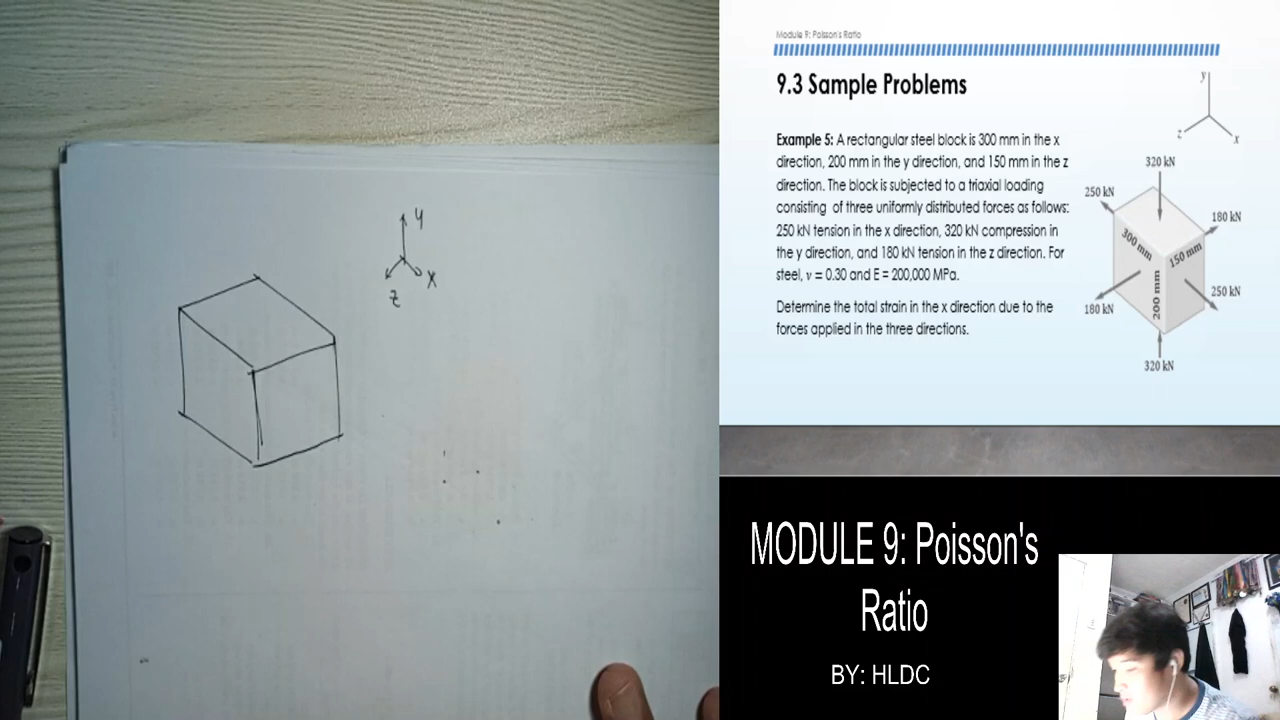 y
x
z
Module 9: Poisson's Ratio
9.3 Sample Problems
Example 5: A rectangular steel block is 300 mm in the x
direction, 200 mm in the y direction, and 150 mm in the z
direction. The block is subjected to a triaxial loading
consisting of three uniformly distributed forces as follows:
250 kN tension in the x direction, 320 kN compression in
the y direction, and 180 kN tension in the z direction. For
steel, v = 0.30 and E = 200,000 MPa.
Determine the total strain in the x direction due to the
forces applied in the three directions.
y
z
x
320 kN
250 kN
180 kN
300 mm
150 mm
200 mm
250 kN
180 kN
320 kN
MODULE 9: Poisson's
Ratio
BY: HLDC